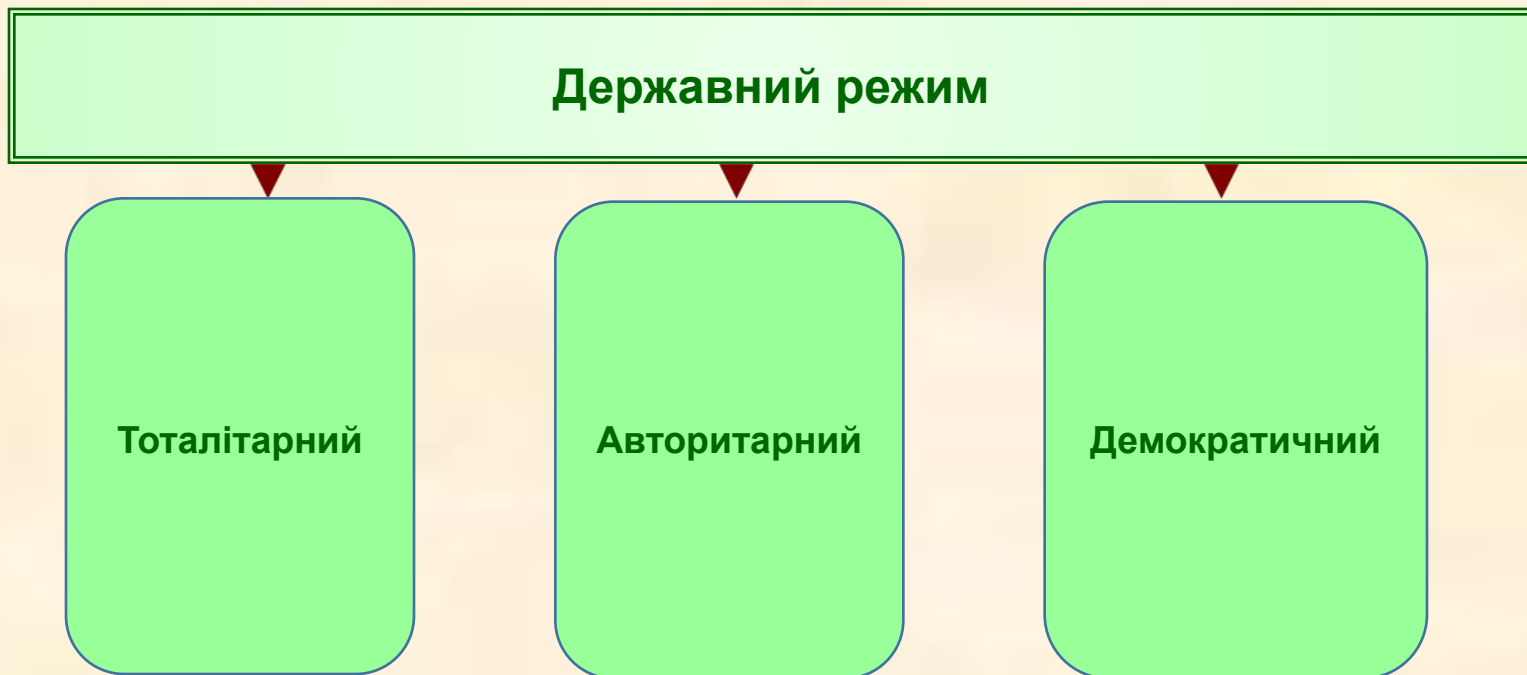 Державний режим
Тоталітарний
Авторитарний
Демократичний